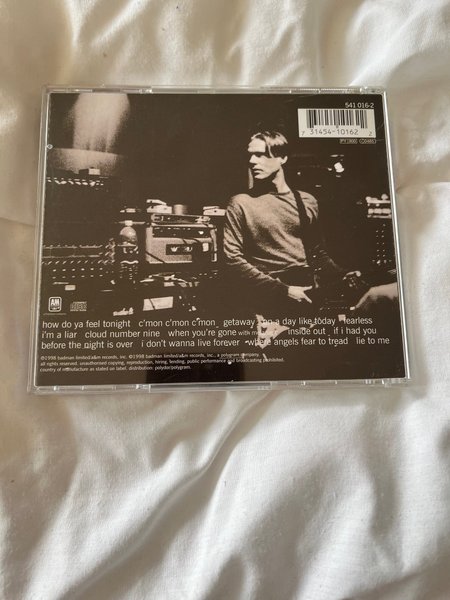 541 016-2
7 31454 10162 2
PY (900)
AM
how do ya feel tonight c'mon c'mon c'mon getaway on a day like today fearless
i'm a liar cloud number nine when you're gone with inside out if i had you
before the night is over i don't wanna live forever where angels fear to tread lie to me
©1998 badman limited/a&m records, inc. ℗1998 badman limited/a&m records, inc., a polygram company.
all rights reserved. unauthorised copying, reproduction, hiring, lending, public performance and broadcasting prohibited.
country of manufacture as stated on label. distribution: polydor/polygram.